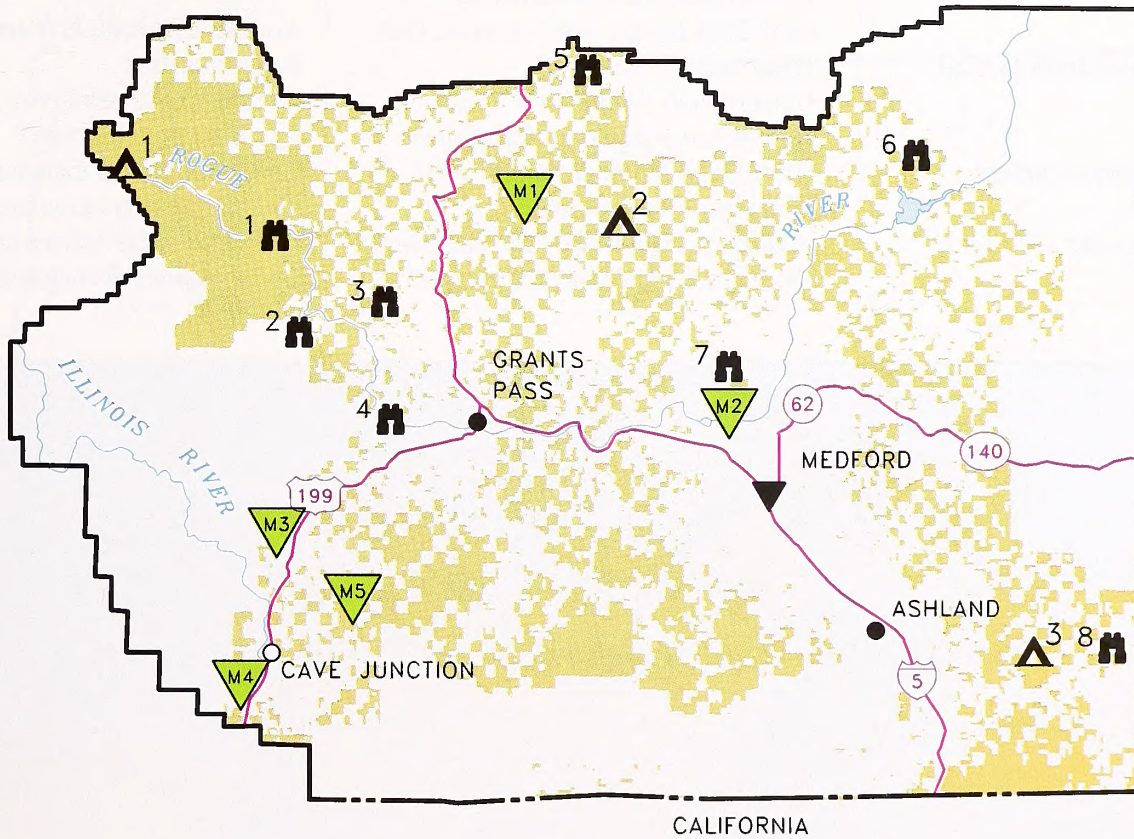 5
6
1
ROGUE
M1
2
RIVER
1
3
2
ILLINOIS
RIVER
GRANTS
PASS
7
M2
4
62
140
MEDFORD
199
M3
M5
ASHLAND
3
8
CAVE JUNCTION
M4
5
CALIFORNIA